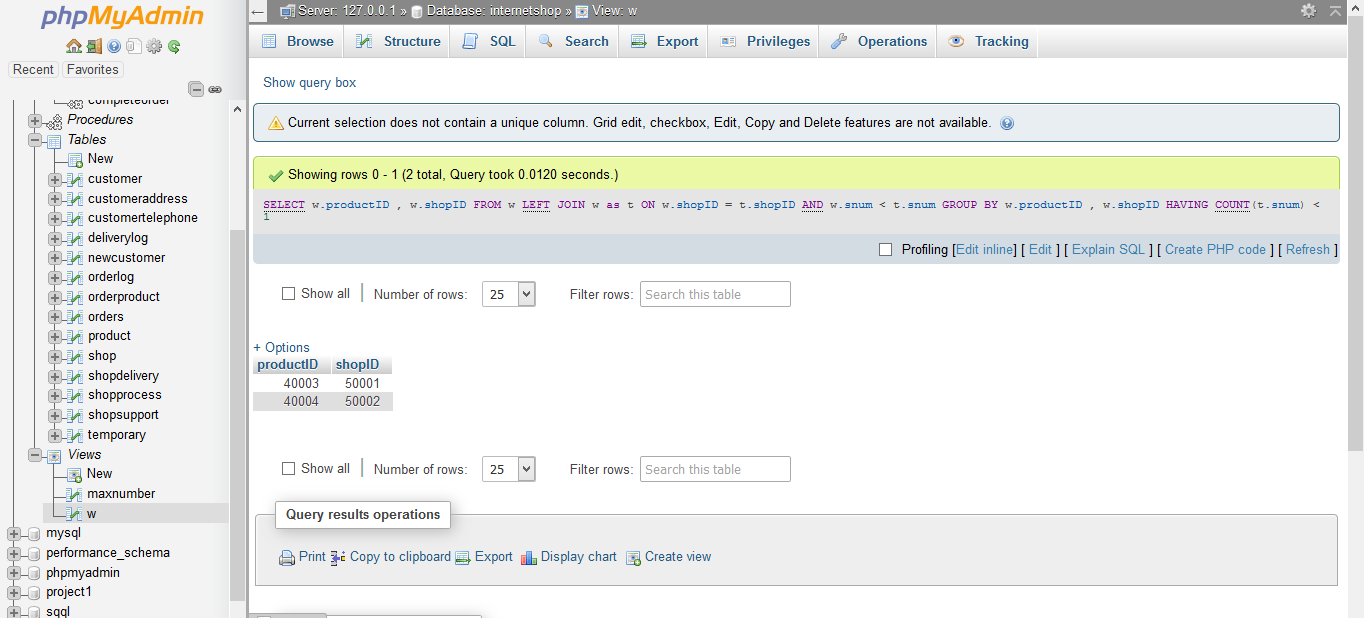 phpMyAdmin
Recent
Favorites
completeorder
Procedures
Tables
New
customer
customeraddress
customertelephone
deliverylog
newcustomer
orderlog
orderproduct
orders
product
shop
shopdelivery
shopprocess
shopsupport
temporary
Views
New
maxnumber
w
mysql
performance_schema
phpmyadmin
project1
sqql
Server: 127.0.0.1 » Database: internetshop » View: w
Browse Structure SQL Search Export Privileges Operations Tracking
Show query box
Current selection does not contain a unique column. Grid edit, checkbox, Edit, Copy and Delete features are not available.
Showing rows 0 - 1 (2 total, Query took 0.0120 seconds.)
SELECT w.productID , w.shopID FROM w LEFT JOIN w as t ON w.shopID = t.shopID AND w.snum < t.snum GROUP BY w.productID , w.shopID HAVING COUNT(t.snum) <
1
Profiling [Edit inline] [ Edit ] [ Explain SQL ] [ Create PHP code ] [ Refresh ]
Show all | Number of rows: 25 Filter rows: Search this table
+ Options
productID shopID
40003 50001
40004 50002
Show all | Number of rows: 25 Filter rows: Search this table
Query results operations
Print Copy to clipboard Export Display chart Create view